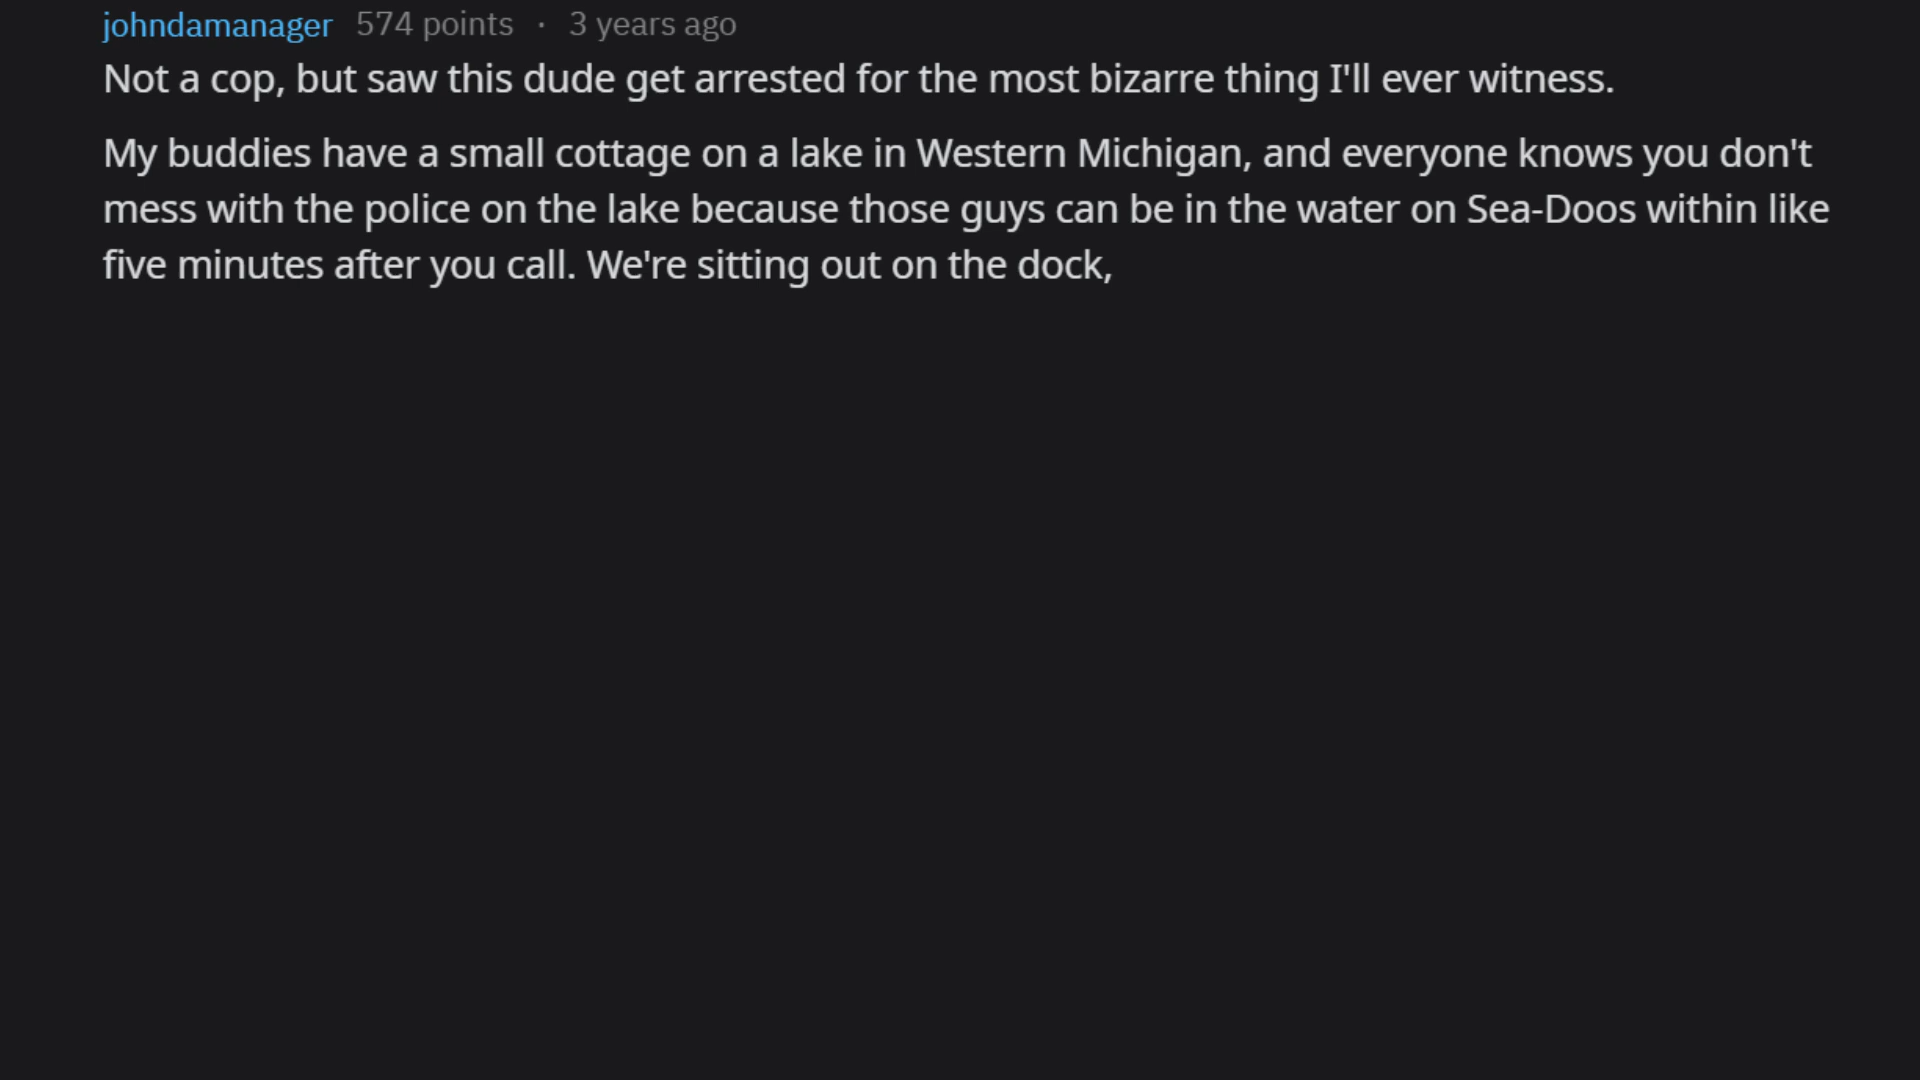 johndamanager 574 points · 3 years ago
Not a cop, but saw this dude get arrested for the most bizarre thing I'll ever witness.
My buddies have a small cottage on a lake in Western Michigan, and everyone knows you don't
mess with the police on the lake because those guys can be in the water on Sea-Doos within like
five minutes after you call. We're sitting out on the dock,